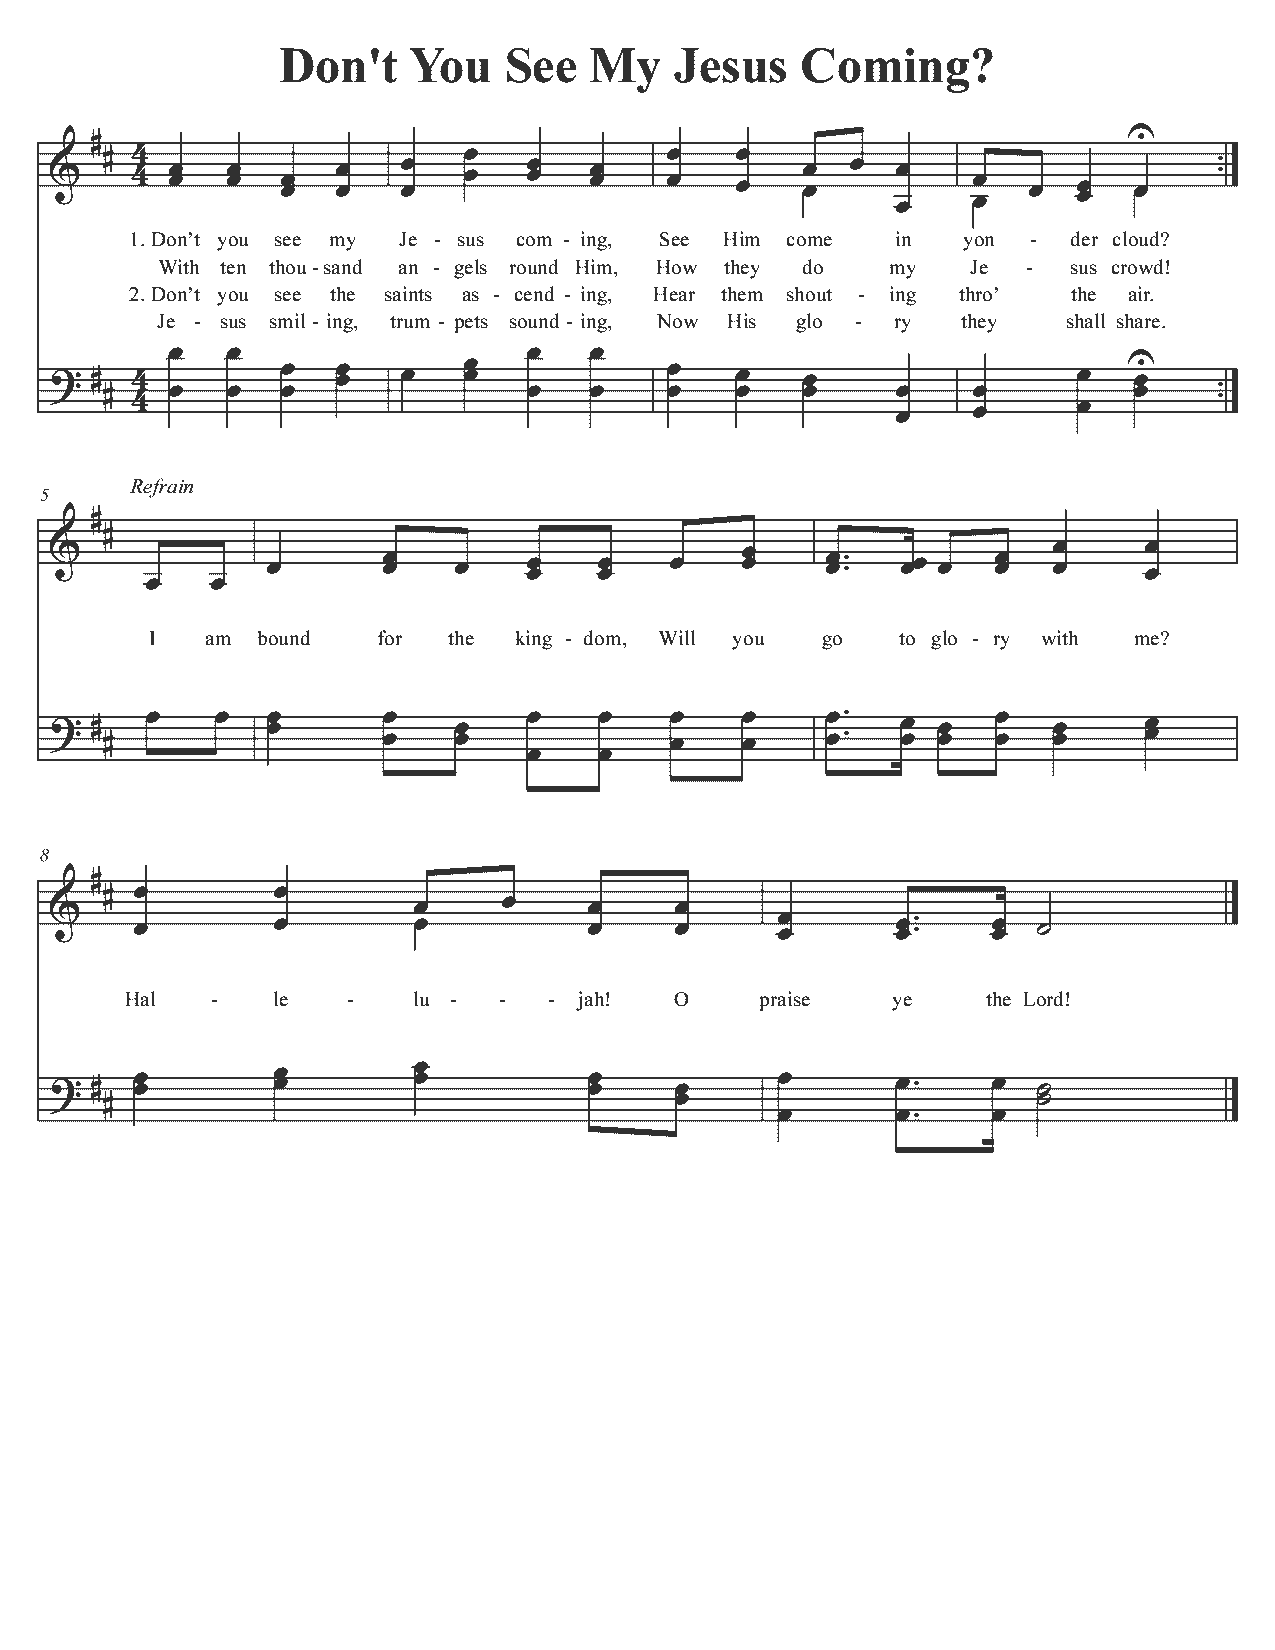 Don't You See My Jesus Coming?
4 4
1. Don’t you see my Je - sus com - ing, See Him come in yon - der cloud?
With ten thou - sand an - gels round Him, How they do my Je - sus crowd!
2. Don’t you see the saints as - cend - ing, Hear them shout - ing thro’ the air.
Je - sus smil - ing, trum - pets sound - ing, Now His glo - ry they shall share.
4 4
Refrain
5
I am bound for the king - dom, Will you go to glo - ry with me?
8
Hal - le - lu - - - jah! O praise ye the Lord!